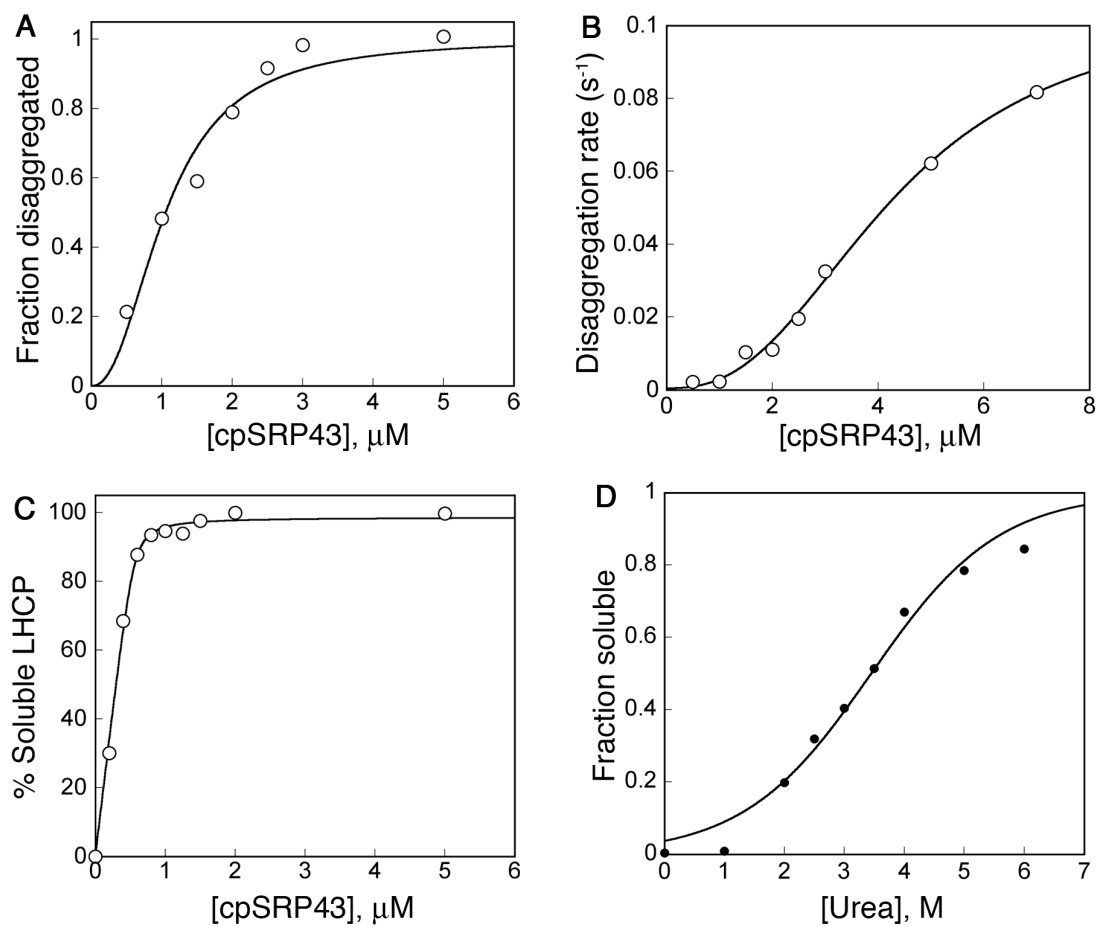 A
Fraction disaggregated
1
0.8
0.6
0.4
0.2
0
0 1 2 3 4 5 6
[cpSRP43], μM
B
Disaggregation rate (s⁻¹)
0.1
0.08
0.06
0.04
0.02
0
0 2 4 6 8
[cpSRP43], μM
C
% Soluble LHCP
100
80
60
40
20
0
0 1 2 3 4 5 6
[cpSRP43], μM
D
Fraction soluble
1
0.8
0.6
0.4
0.2
0
0 1 2 3 4 5 6 7
[Urea], M